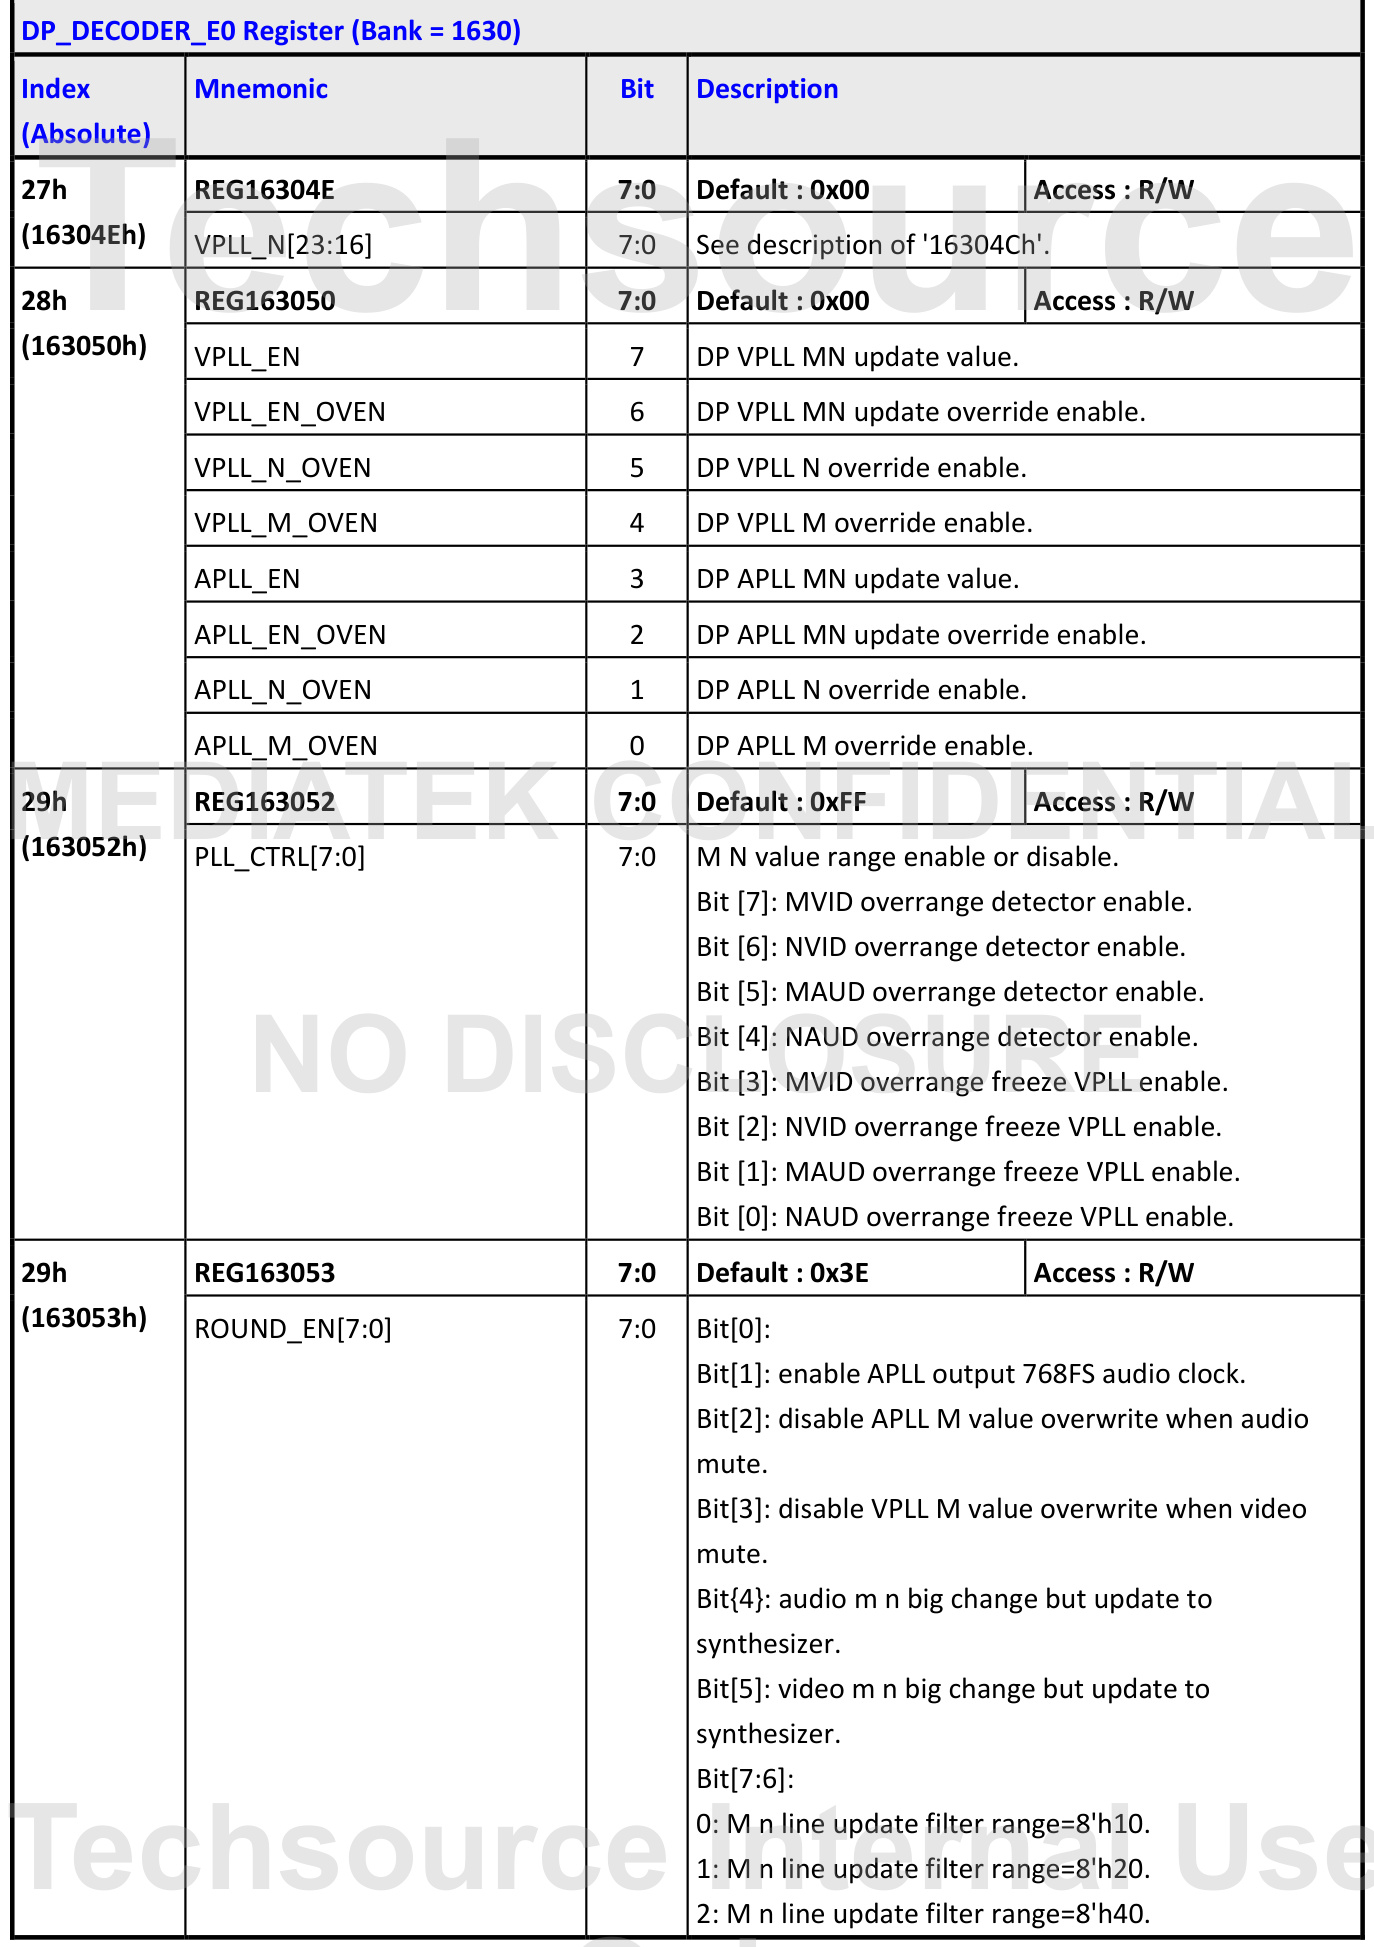 DP_DECODER_E0 Register (Bank = 1630)
Index (Absolute) Mnemonic Bit Description
27h (16304Eh) REG16304E 7:0 Default : 0x00 Access : R/W
VPLL_N[23:16] 7:0 See description of '16304Ch'.
28h (163050h) REG163050 7:0 Default : 0x00 Access : R/W
VPLL_EN 7 DP VPLL MN update value.
VPLL_EN_OVEN 6 DP VPLL MN update override enable.
VPLL_N_OVEN 5 DP VPLL N override enable.
VPLL_M_OVEN 4 DP VPLL M override enable.
APLL_EN 3 DP APLL MN update value.
APLL_EN_OVEN 2 DP APLL MN update override enable.
APLL_N_OVEN 1 DP APLL N override enable.
APLL_M_OVEN 0 DP APLL M override enable.
29h (163052h) REG163052 7:0 Default : 0xFF Access : R/W
PLL_CTRL[7:0] 7:0 M N value range enable or disable.
Bit [7]: MVID overrange detector enable.
Bit [6]: NVID overrange detector enable.
Bit [5]: MAUD overrange detector enable.
Bit [4]: NAUD overrange detector enable.
Bit [3]: MVID overrange freeze VPLL enable.
Bit [2]: NVID overrange freeze VPLL enable.
Bit [1]: MAUD overrange freeze VPLL enable.
Bit [0]: NAUD overrange freeze VPLL enable.
29h (163053h) REG163053 7:0 Default : 0x3E Access : R/W
ROUND_EN[7:0] 7:0 Bit[0]:
Bit[1]: enable APLL output 768FS audio clock.
Bit[2]: disable APLL M value overwrite when audio
mute.
Bit[3]: disable VPLL M value overwrite when video
mute.
Bit{4}: audio m n big change but update to
synthesizer.
Bit[5]: video m n big change but update to
synthesizer.
Bit[7:6]:
0: M n line update filter range=8'h10.
1: M n line update filter range=8'h20.
2: M n line update filter range=8'h40.
Techsource
MEDIATEK CONFIDENTIAL
NO DISCLOSURE
Techsource Internal Use